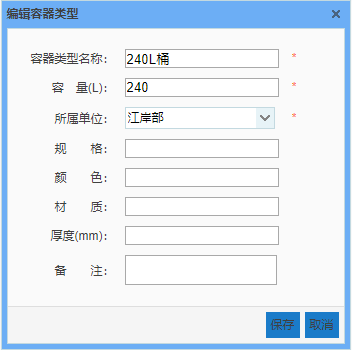 编辑容器类型 ×
容器类型名称: 240L桶 *
容 量(L): 240 *
所属单位: 江岸部 *
规 格:
颜 色:
材 质:
厚度(mm):
备 注:
保存 取消